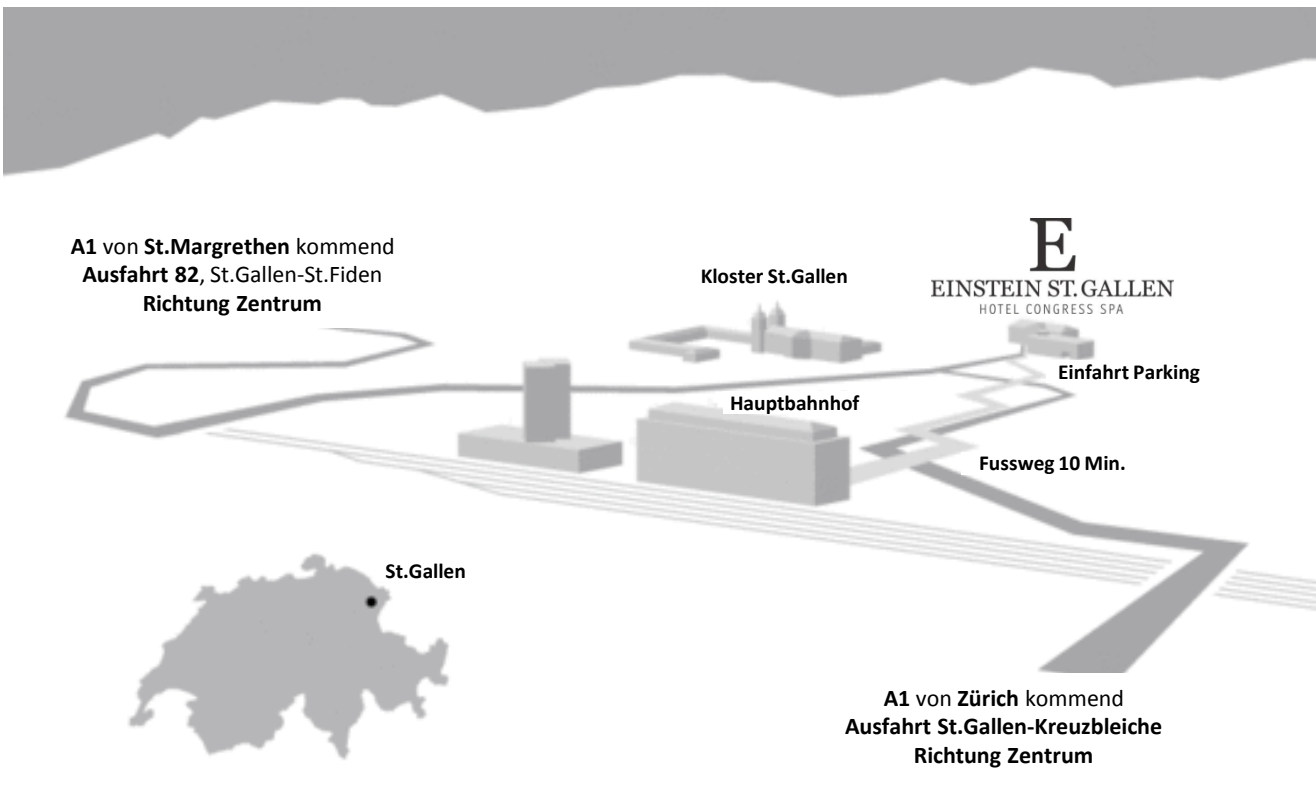 A1 von St.Margrethen kommend
Ausfahrt 82, St.Gallen-St.Fiden
Richtung Zentrum
Kloster St.Gallen
E
EINSTEIN ST. GALLEN
HOTEL CONGRESS SPA
Einfahrt Parking
Hauptbahnhof
Fussweg 10 Min.
St.Gallen
A1 von Zürich kommend
Ausfahrt St.Gallen-Kreuzbleiche
Richtung Zentrum